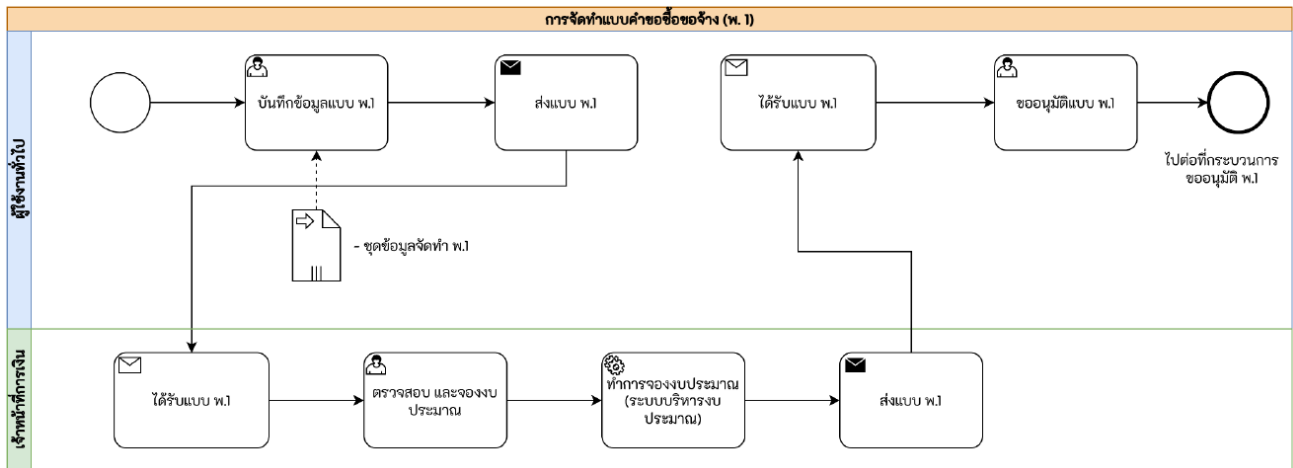 การจัดทำแบบคำขอซื้อขอจ้าง (พ. 1)
ผู้ใช้งานทั่วไป
บันทึกข้อมูลแบบ พ.1
ส่งแบบ พ.1
ได้รับแบบ พ.1
ขออนุมัติแบบ พ.1
ไปต่อที่กระบวนการ
ขออนุมัติ พ.1
- ชุดข้อมูลจัดทำ พ.1
เจ้าหน้าที่การเงิน
ได้รับแบบ พ.1
ตรวจสอบ และจองงบ
ประมาณ
ทำการจองงบประมาณ
(ระบบบริหารงบ
ประมาณ)
ส่งแบบ พ.1